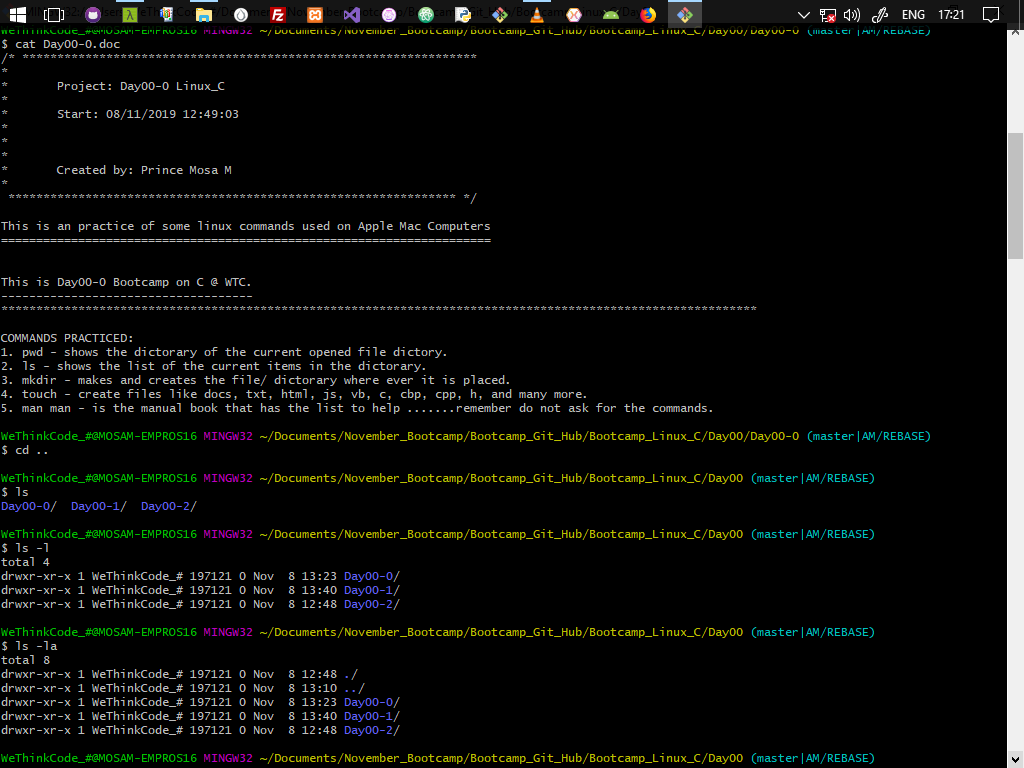 ENG 17:21
WeThinkCode_#@MOSAM-EMPROS16 MINGW32 ~/Documents/November_Bootcamp/Bootcamp_Git_Hub/Bootcamp_Linux_C/Day00/Day00-0 (master|AM/REBASE)
$ cat Day00-0.doc
/* *****************************************************************
*
*       Project: Day00-0 Linux_C
*
*       Start: 08/11/2019 12:49:03
*
*
*
*       Created by: Prince Mosa M
*
 **************************************************************** */
This is an practice of some linux commands used on Apple Mac Computers
======================================================================
This is Day00-0 Bootcamp on C @ WTC.
------------------------------------
************************************************************************************************************
COMMANDS PRACTICED:
1. pwd - shows the dictorary of the current opened file dictory.
2. ls - shows the list of the current items in the dictorary.
3. mkdir - makes and creates the file/ dictorary where ever it is placed.
4. touch - create files like docs, txt, html, js, vb, c, cbp, cpp, h, and many more.
5. man man - is the manual book that has the list to help .......remember do not ask for the commands.
WeThinkCode_#@MOSAM-EMPROS16 MINGW32 ~/Documents/November_Bootcamp/Bootcamp_Git_Hub/Bootcamp_Linux_C/Day00/Day00-0 (master|AM/REBASE)
$ cd ..
WeThinkCode_#@MOSAM-EMPROS16 MINGW32 ~/Documents/November_Bootcamp/Bootcamp_Git_Hub/Bootcamp_Linux_C/Day00 (master|AM/REBASE)
$ ls
Day00-0/  Day00-1/  Day00-2/
WeThinkCode_#@MOSAM-EMPROS16 MINGW32 ~/Documents/November_Bootcamp/Bootcamp_Git_Hub/Bootcamp_Linux_C/Day00 (master|AM/REBASE)
$ ls -l
total 4
drwxr-xr-x 1 WeThinkCode_# 197121 0 Nov  8 13:23 Day00-0/
drwxr-xr-x 1 WeThinkCode_# 197121 0 Nov  8 13:40 Day00-1/
drwxr-xr-x 1 WeThinkCode_# 197121 0 Nov  8 12:48 Day00-2/
WeThinkCode_#@MOSAM-EMPROS16 MINGW32 ~/Documents/November_Bootcamp/Bootcamp_Git_Hub/Bootcamp_Linux_C/Day00 (master|AM/REBASE)
$ ls -la
total 8
drwxr-xr-x 1 WeThinkCode_# 197121 0 Nov  8 12:48 ./
drwxr-xr-x 1 WeThinkCode_# 197121 0 Nov  8 13:10 ../
drwxr-xr-x 1 WeThinkCode_# 197121 0 Nov  8 13:23 Day00-0/
drwxr-xr-x 1 WeThinkCode_# 197121 0 Nov  8 13:40 Day00-1/
drwxr-xr-x 1 WeThinkCode_# 197121 0 Nov  8 12:48 Day00-2/
WeThinkCode_#@MOSAM-EMPROS16 MINGW32 ~/Documents/November_Bootcamp/Bootcamp_Git_Hub/Bootcamp_Linux_C/Day00 (master|AM/REBASE)